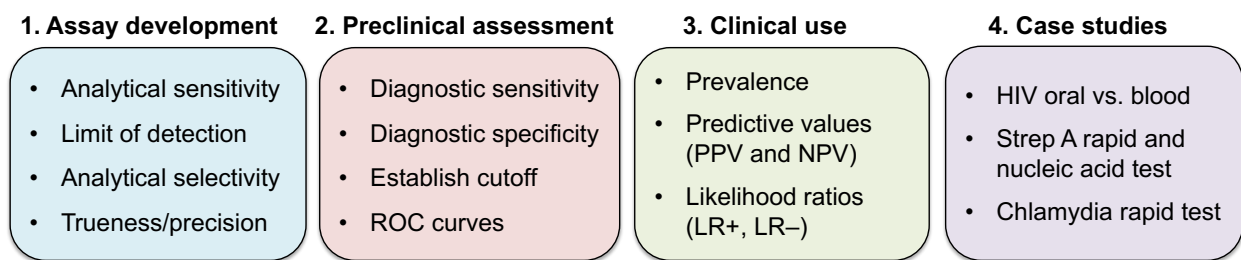 1. Assay development
• Analytical sensitivity
• Limit of detection
• Analytical selectivity
• Trueness/precision
2. Preclinical assessment
• Diagnostic sensitivity
• Diagnostic specificity
• Establish cutoff
• ROC curves
3. Clinical use
• Prevalence
• Predictive values
(PPV and NPV)
• Likelihood ratios
(LR+, LR–)
4. Case studies
• HIV oral vs. blood
• Strep A rapid and
nucleic acid test
• Chlamydia rapid test